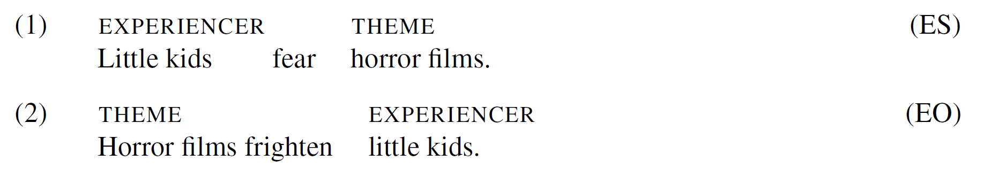 (1) EXPERIENCER THEME (ES)
Little kids fear horror films.
(2) THEME EXPERIENCER (EO)
Horror films frighten little kids.